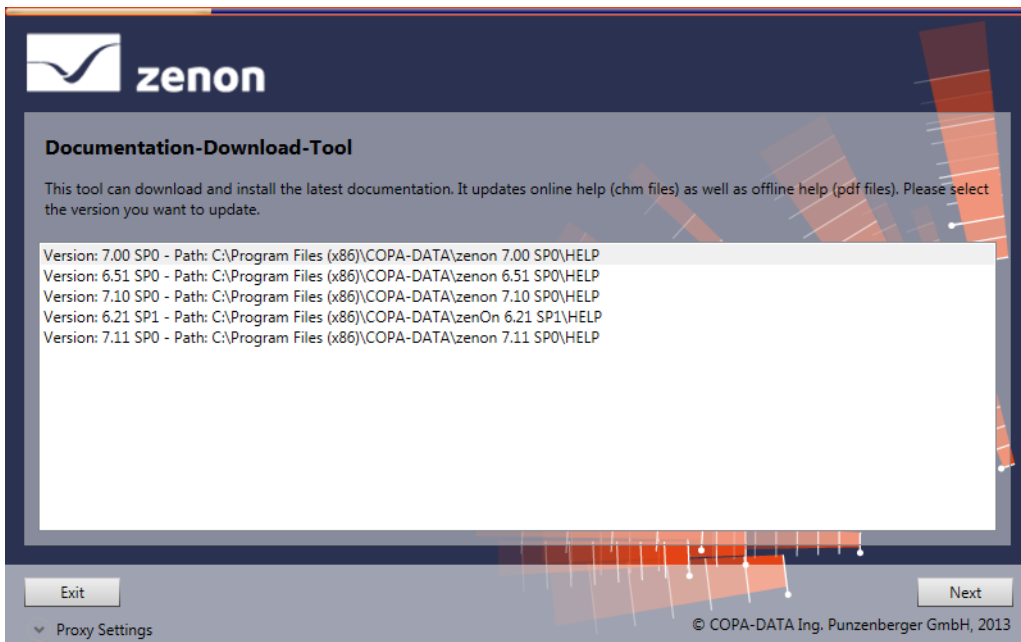 zenon
Documentation-Download-Tool
This tool can download and install the latest documentation. It updates online help (chm files) as well as offline help (pdf files). Please select
the version you want to update.
Version: 7.00 SP0 - Path: C:\Program Files (x86)\COPA-DATA\zenon 7.00 SP0\HELP
Version: 6.51 SP0 - Path: C:\Program Files (x86)\COPA-DATA\zenon 6.51 SP0\HELP
Version: 7.10 SP0 - Path: C:\Program Files (x86)\COPA-DATA\zenon 7.10 SP0\HELP
Version: 6.21 SP1 - Path: C:\Program Files (x86)\COPA-DATA\zenOn 6.21 SP1\HELP
Version: 7.11 SP0 - Path: C:\Program Files (x86)\COPA-DATA\zenon 7.11 SP0\HELP
Exit
Next
Proxy Settings
© COPA-DATA Ing. Punzenberger GmbH, 2013